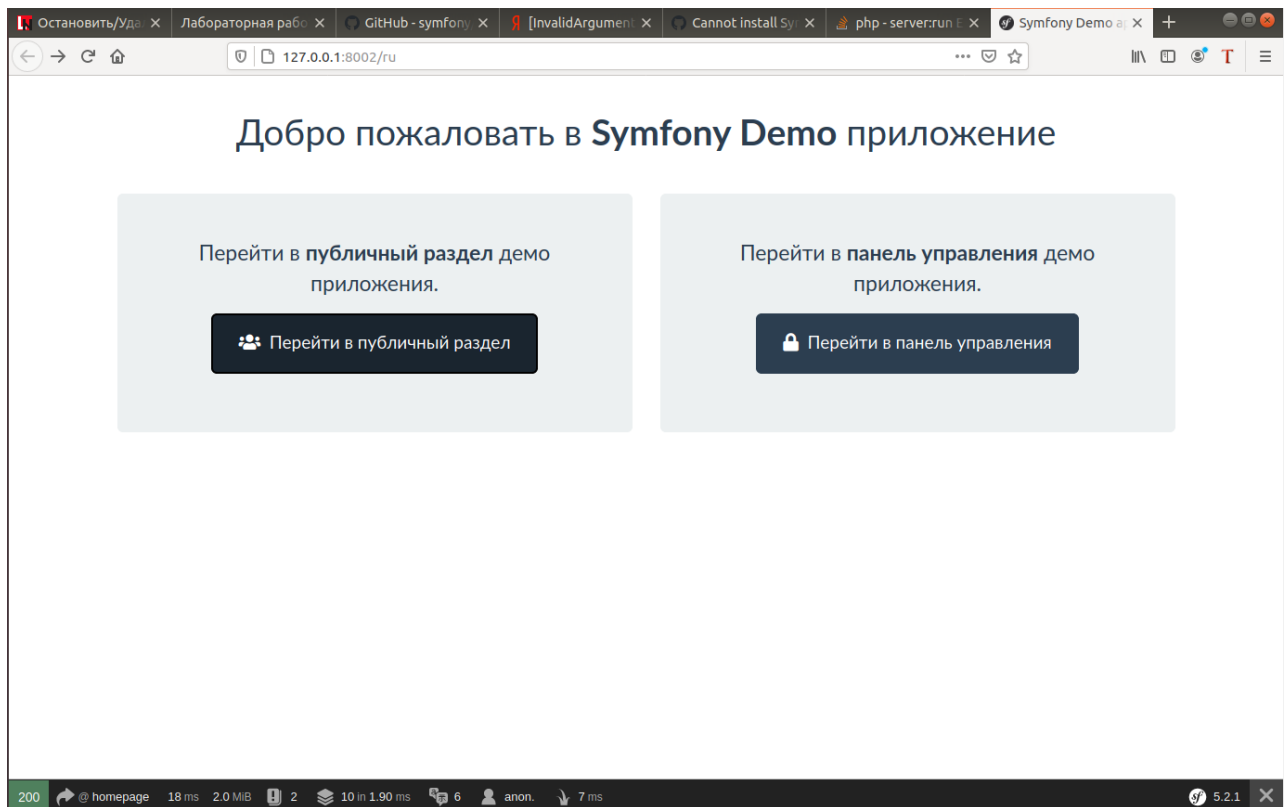 Остановить/Уда
Лабораторная рабо
GitHub - symfony
[InvalidArgument
Cannot install Sy
php - server:run E
Symfony Demo a
127.0.0.1:8002/ru
Добро пожаловать в Symfony Demo приложение
Перейти в публичный раздел демо
приложения.
Перейти в публичный раздел
Перейти в панель управления демо
приложения.
Перейти в панель управления
200 @ homepage 18 ms 2.0 MiB 2 10 in 1.90 ms 6 anon. 7 ms 5.2.1